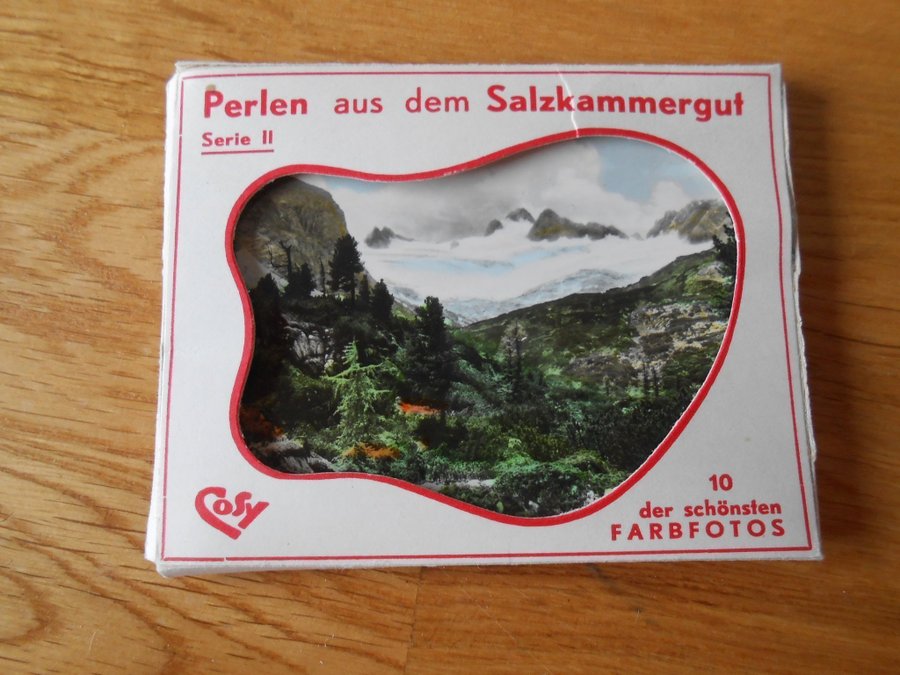 Perlen aus dem Salzkammergut
Serie II
Cosy
10
der schönsten
FARBFOTOS